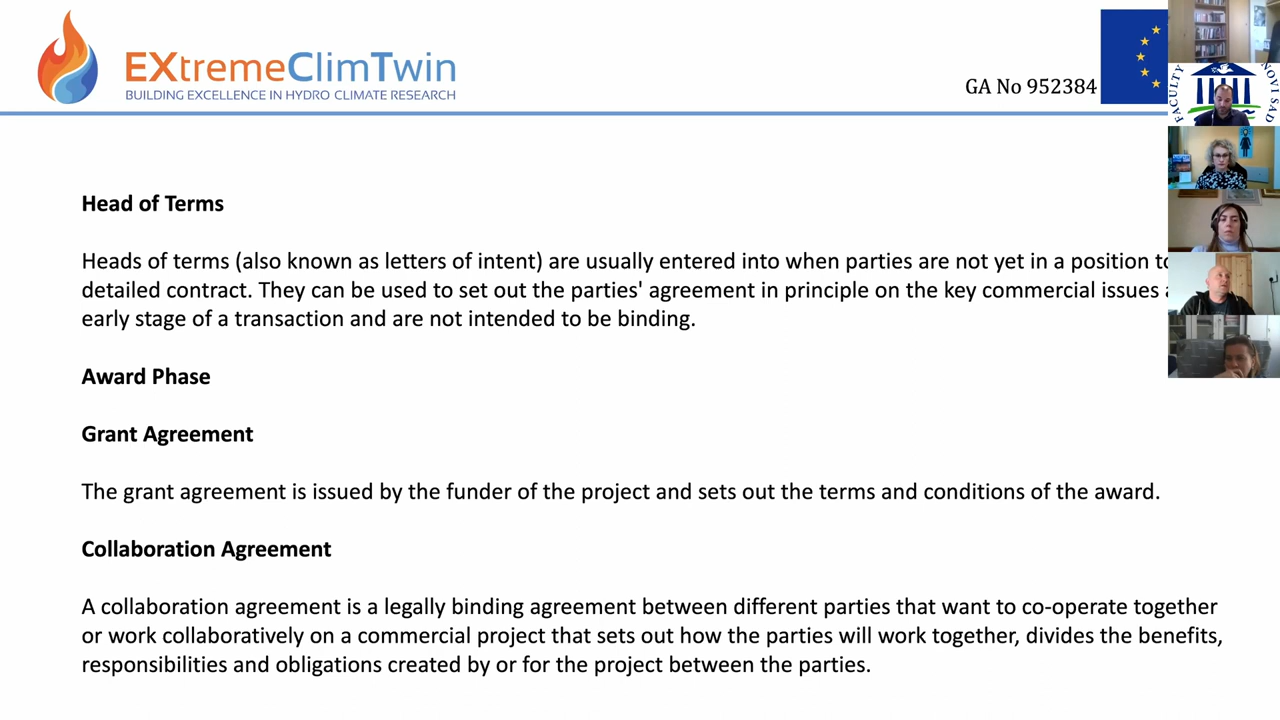 EXtremeClimTwin
BUILDING EXCELLENCE IN HYDRO CLIMATE RESEARCH
GA No 952384
FACULTY
NOVI SAD
Head of Terms
Heads of terms (also known as letters of intent) are usually entered into when parties are not yet in a position to
detailed contract. They can be used to set out the parties' agreement in principle on the key commercial issues
early stage of a transaction and are not intended to be binding.
Award Phase
Grant Agreement
The grant agreement is issued by the funder of the project and sets out the terms and conditions of the award.
Collaboration Agreement
A collaboration agreement is a legally binding agreement between different parties that want to co-operate together
or work collaboratively on a commercial project that sets out how the parties will work together, divides the benefits,
responsibilities and obligations created by or for the project between the parties.